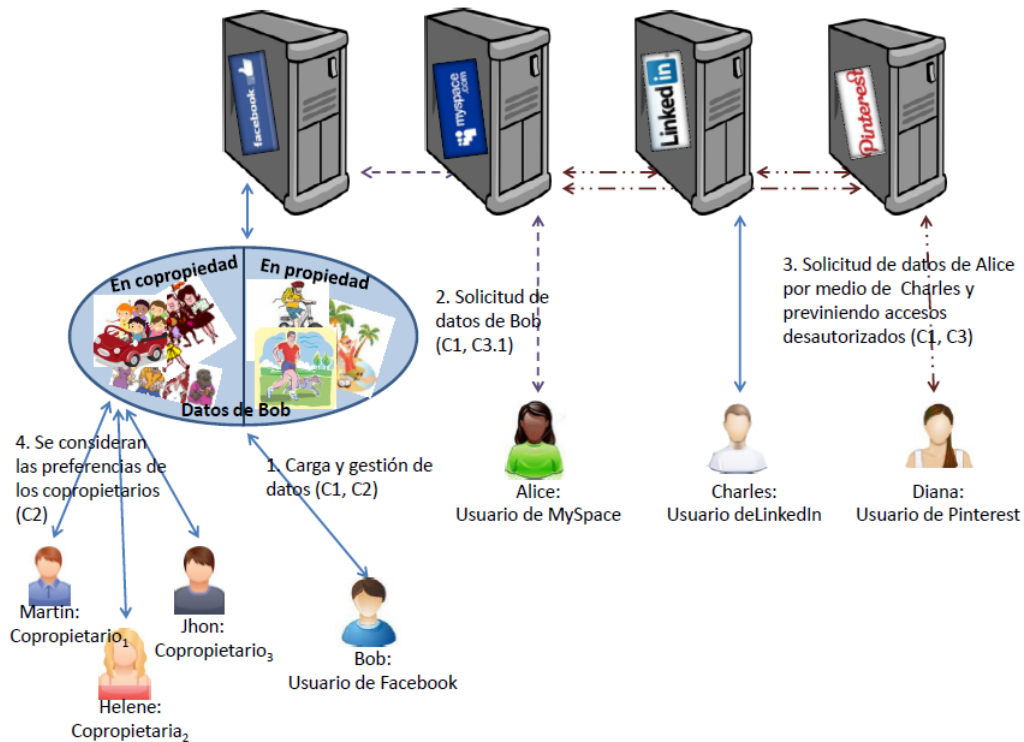 facebook
myspace
.com
Linked in
Pinterest
En copropiedad
En propiedad
Datos de Bob
2. Solicitud de
datos de Bob
(C1, C3.1)
3. Solicitud de datos de Alice
por medio de Charles y
previniendo accesos
desautorizados (C1, C3)
4. Se consideran
las preferencias de
los copropietarios
(C2)
1. Carga y gestión de
datos (C1, C2)
Alice:
Usuario de MySpace
Charles:
Usuario deLinkedIn
Diana:
Usuario de Pinterest
Martin:
Copropietario1
Jhon:
Copropietario3
Helene:
Copropietaria2
Bob:
Usuario de Facebook